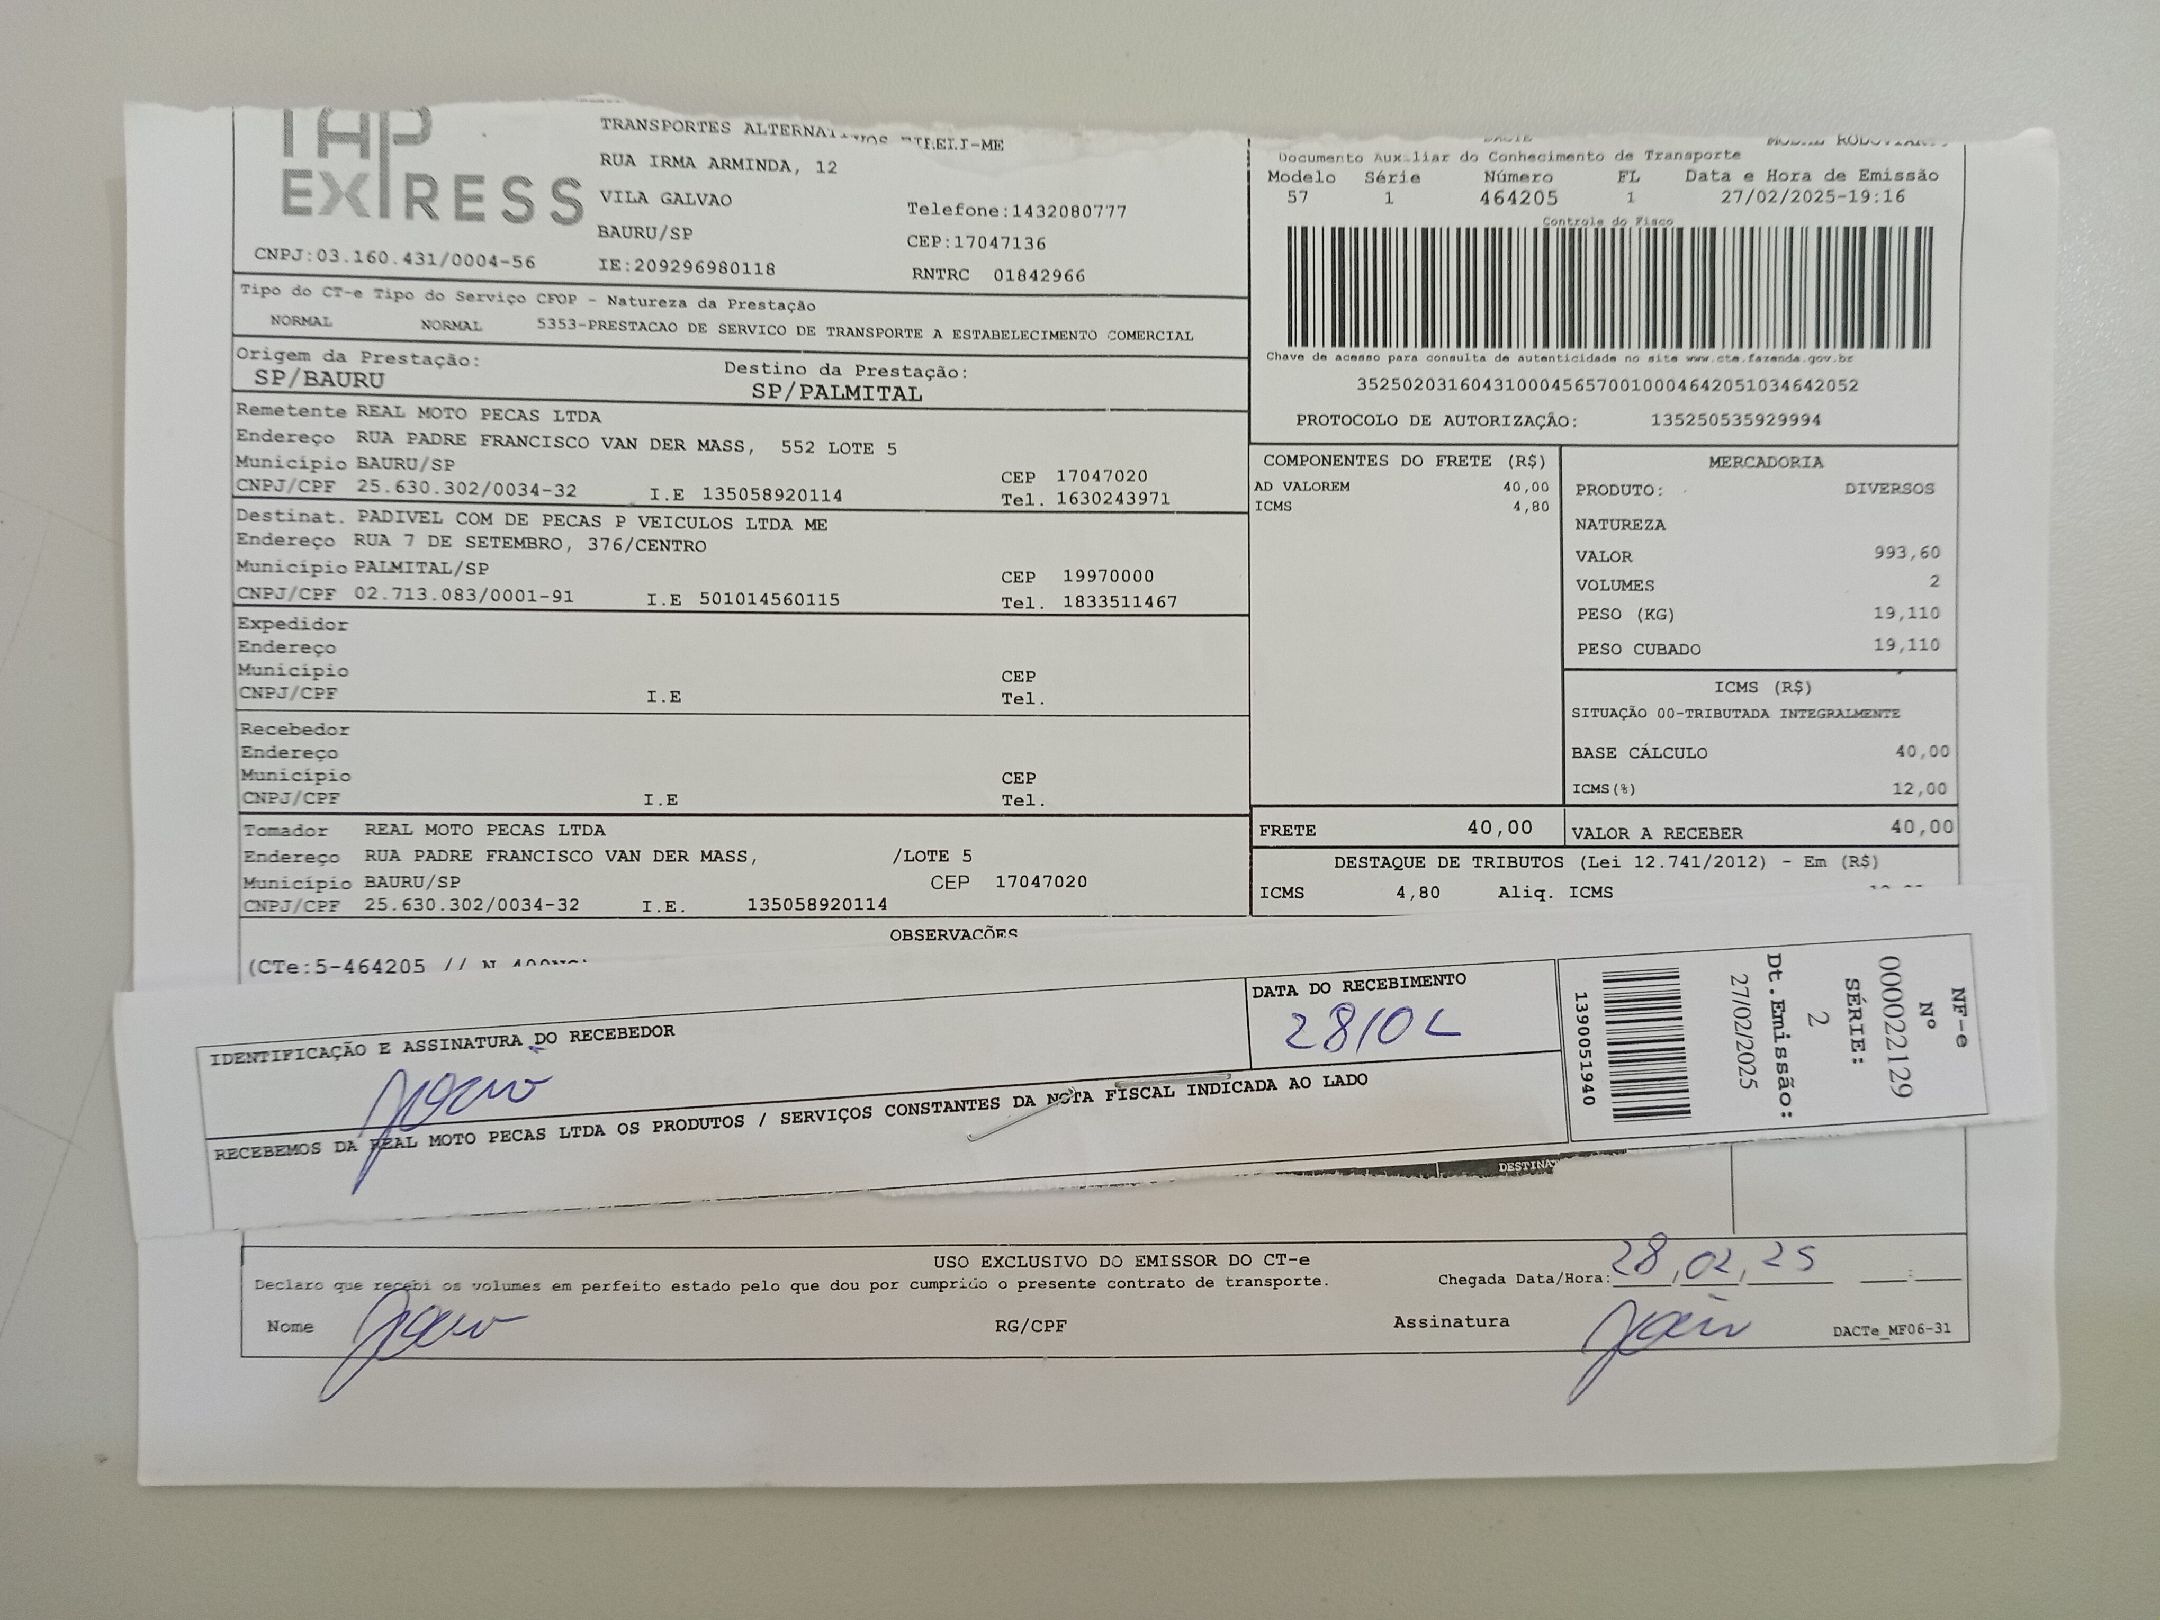 TAP
EXPRESS
TRANSPORTES
RUA IRMA ARMINDA, 12
VILA GALVAO
Telefone:1432080777
BAURU/SP
CEP:17047136
CNPJ:03.160.431/0004-56
IE:209296980118
RNTRC 01842966
Documento Auxiliar do Conhecimento de Transporte
Modelo Série Número FL Data e Hora de Emissão
57 1 464205 1 27/02/2025-19:16
Controle do Fisco
Chave de acesso para consulta de autenticidade no site www.cte.fazenda.gov.br
35250203160431000456570010004642051034642052
PROTOCOLO DE AUTORIZAÇÃO: 135250535929994
Tipo do CT-e Tipo do Serviço CFOP - Natureza da Prestação
NORMAL NORMAL 5353-PRESTACAO DE SERVICO DE TRANSPORTE A ESTABELECIMENTO COMERCIAL
Origem da Prestação: Destino da Prestação:
SP/BAURU SP/PALMITAL
Remetente REAL MOTO PECAS LTDA
Endereço RUA PADRE FRANCISCO VAN DER MASS, 552 LOTE 5
Município BAURU/SP CEP 17047020
CNPJ/CPF 25.630.302/0034-32 I.E 135058920114 Tel. 1630243971
Destinat. PADIVEL COM DE PECAS P VEICULOS LTDA ME
Endereço RUA 7 DE SETEMBRO, 376/CENTRO
Município PALMITAL/SP CEP 19970000
CNPJ/CPF 02.713.083/0001-91 I.E 501014560115 Tel. 1833511467
Expedidor
Endereço
Município CEP
CNPJ/CPF I.E Tel.
Recebedor
Endereço
Município CEP
CNPJ/CPF I.E Tel.
Tomador REAL MOTO PECAS LTDA
Endereço RUA PADRE FRANCISCO VAN DER MASS, /LOTE 5
Município BAURU/SP CEP 17047020
CNPJ/CPF 25.630.302/0034-32 I.E. 135058920114
COMPONENTES DO FRETE (R$)
AD VALOREM 40,00
ICMS 4,80
MERCADORIA
PRODUTO: DIVERSOS
NATUREZA
VALOR 993,60
VOLUMES 2
PESO (KG) 19,110
PESO CUBADO 19,110
ICMS (R$)
SITUAÇÃO 00-TRIBUTADA INTEGRALMENTE
BASE CÁLCULO 40,00
ICMS(%) 12,00
FRETE 40,00 VALOR A RECEBER 40,00
DESTAQUE DE TRIBUTOS (Lei 12.741/2012) - Em (R$)
ICMS 4,80 Aliq. ICMS
OBSERVAÇÕES
(CTe:5-464205 //
IDENTIFICAÇÃO E ASSINATURA DO RECEBEDOR
DATA DO RECEBIMENTO
28/02
RECEBEMOS DA REAL MOTO PECAS LTDA OS PRODUTOS / SERVIÇOS CONSTANTES DA NOTA FISCAL INDICADA AO LADO
NF-e
Nº
000022129
SÉRIE:
2
Dt.Emissão:
27/02/2025
1390051940
USO EXCLUSIVO DO EMISSOR DO CT-e
Declaro que recebi os volumes em perfeito estado pelo que dou por cumprido o presente contrato de transporte.
Chegada Data/Hora: 28,02,25
Nome RG/CPF Assinatura
DACTe_MF06-31